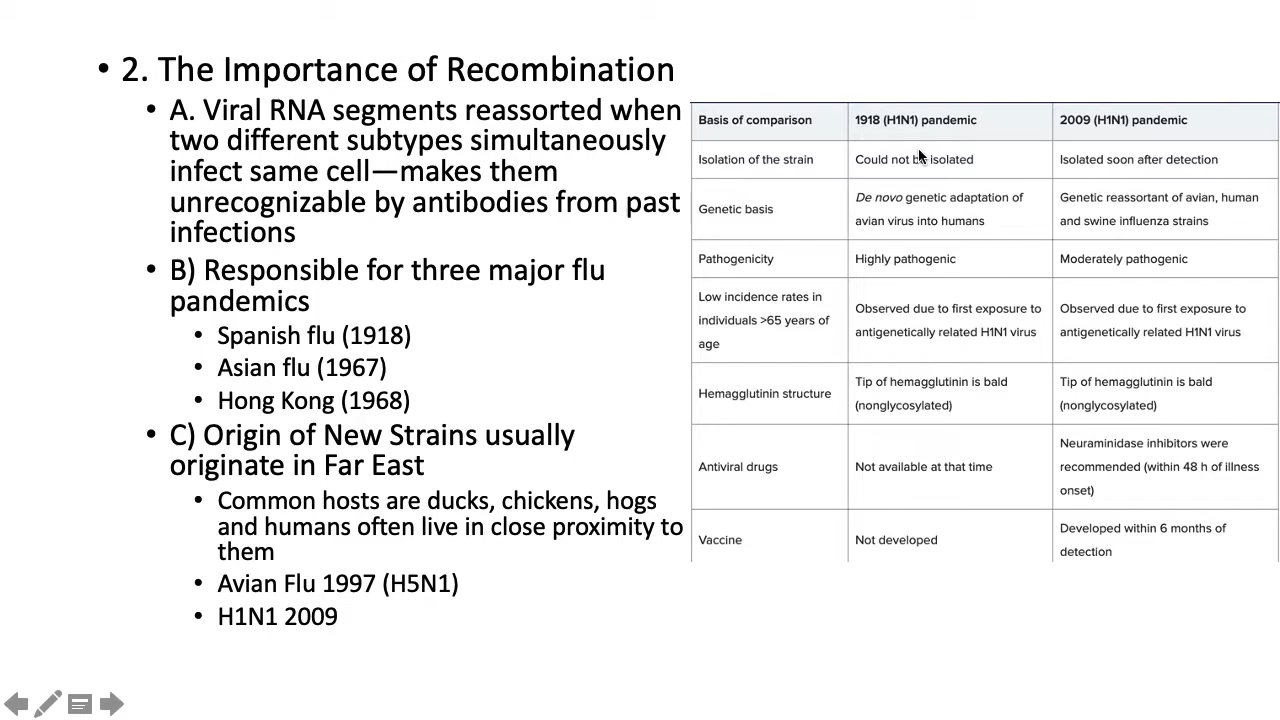 • 2. The Importance of Recombination
• A. Viral RNA segments reassorted when
two different subtypes simultaneously
infect same cell—makes them
unrecognizable by antibodies from past
infections
• B) Responsible for three major flu
pandemics
• Spanish flu (1918)
• Asian flu (1967)
• Hong Kong (1968)
• C) Origin of New Strains usually
originate in Far East
• Common hosts are ducks, chickens, hogs
and humans often live in close proximity to
them
• Avian Flu 1997 (H5N1)
• H1N1 2009
Basis of comparison
1918 (H1N1) pandemic
2009 (H1N1) pandemic
Isolation of the strain
Could not be isolated
Isolated soon after detection
Genetic basis
De novo genetic adaptation of
avian virus into humans
Genetic reassortant of avian, human
and swine influenza strains
Pathogenicity
Highly pathogenic
Moderately pathogenic
Low incidence rates in
individuals >65 years of
age
Observed due to first exposure to
antigenetically related H1N1 virus
Observed due to first exposure to
antigenetically related H1N1 virus
Hemagglutinin structure
Tip of hemagglutinin is bald
(nonglycosylated)
Tip of hemagglutinin is bald
(nonglycosylated)
Antiviral drugs
Not available at that time
Neuraminidase inhibitors were
recommended (within 48 h of illness
onset)
Vaccine
Not developed
Developed within 6 months of
detection